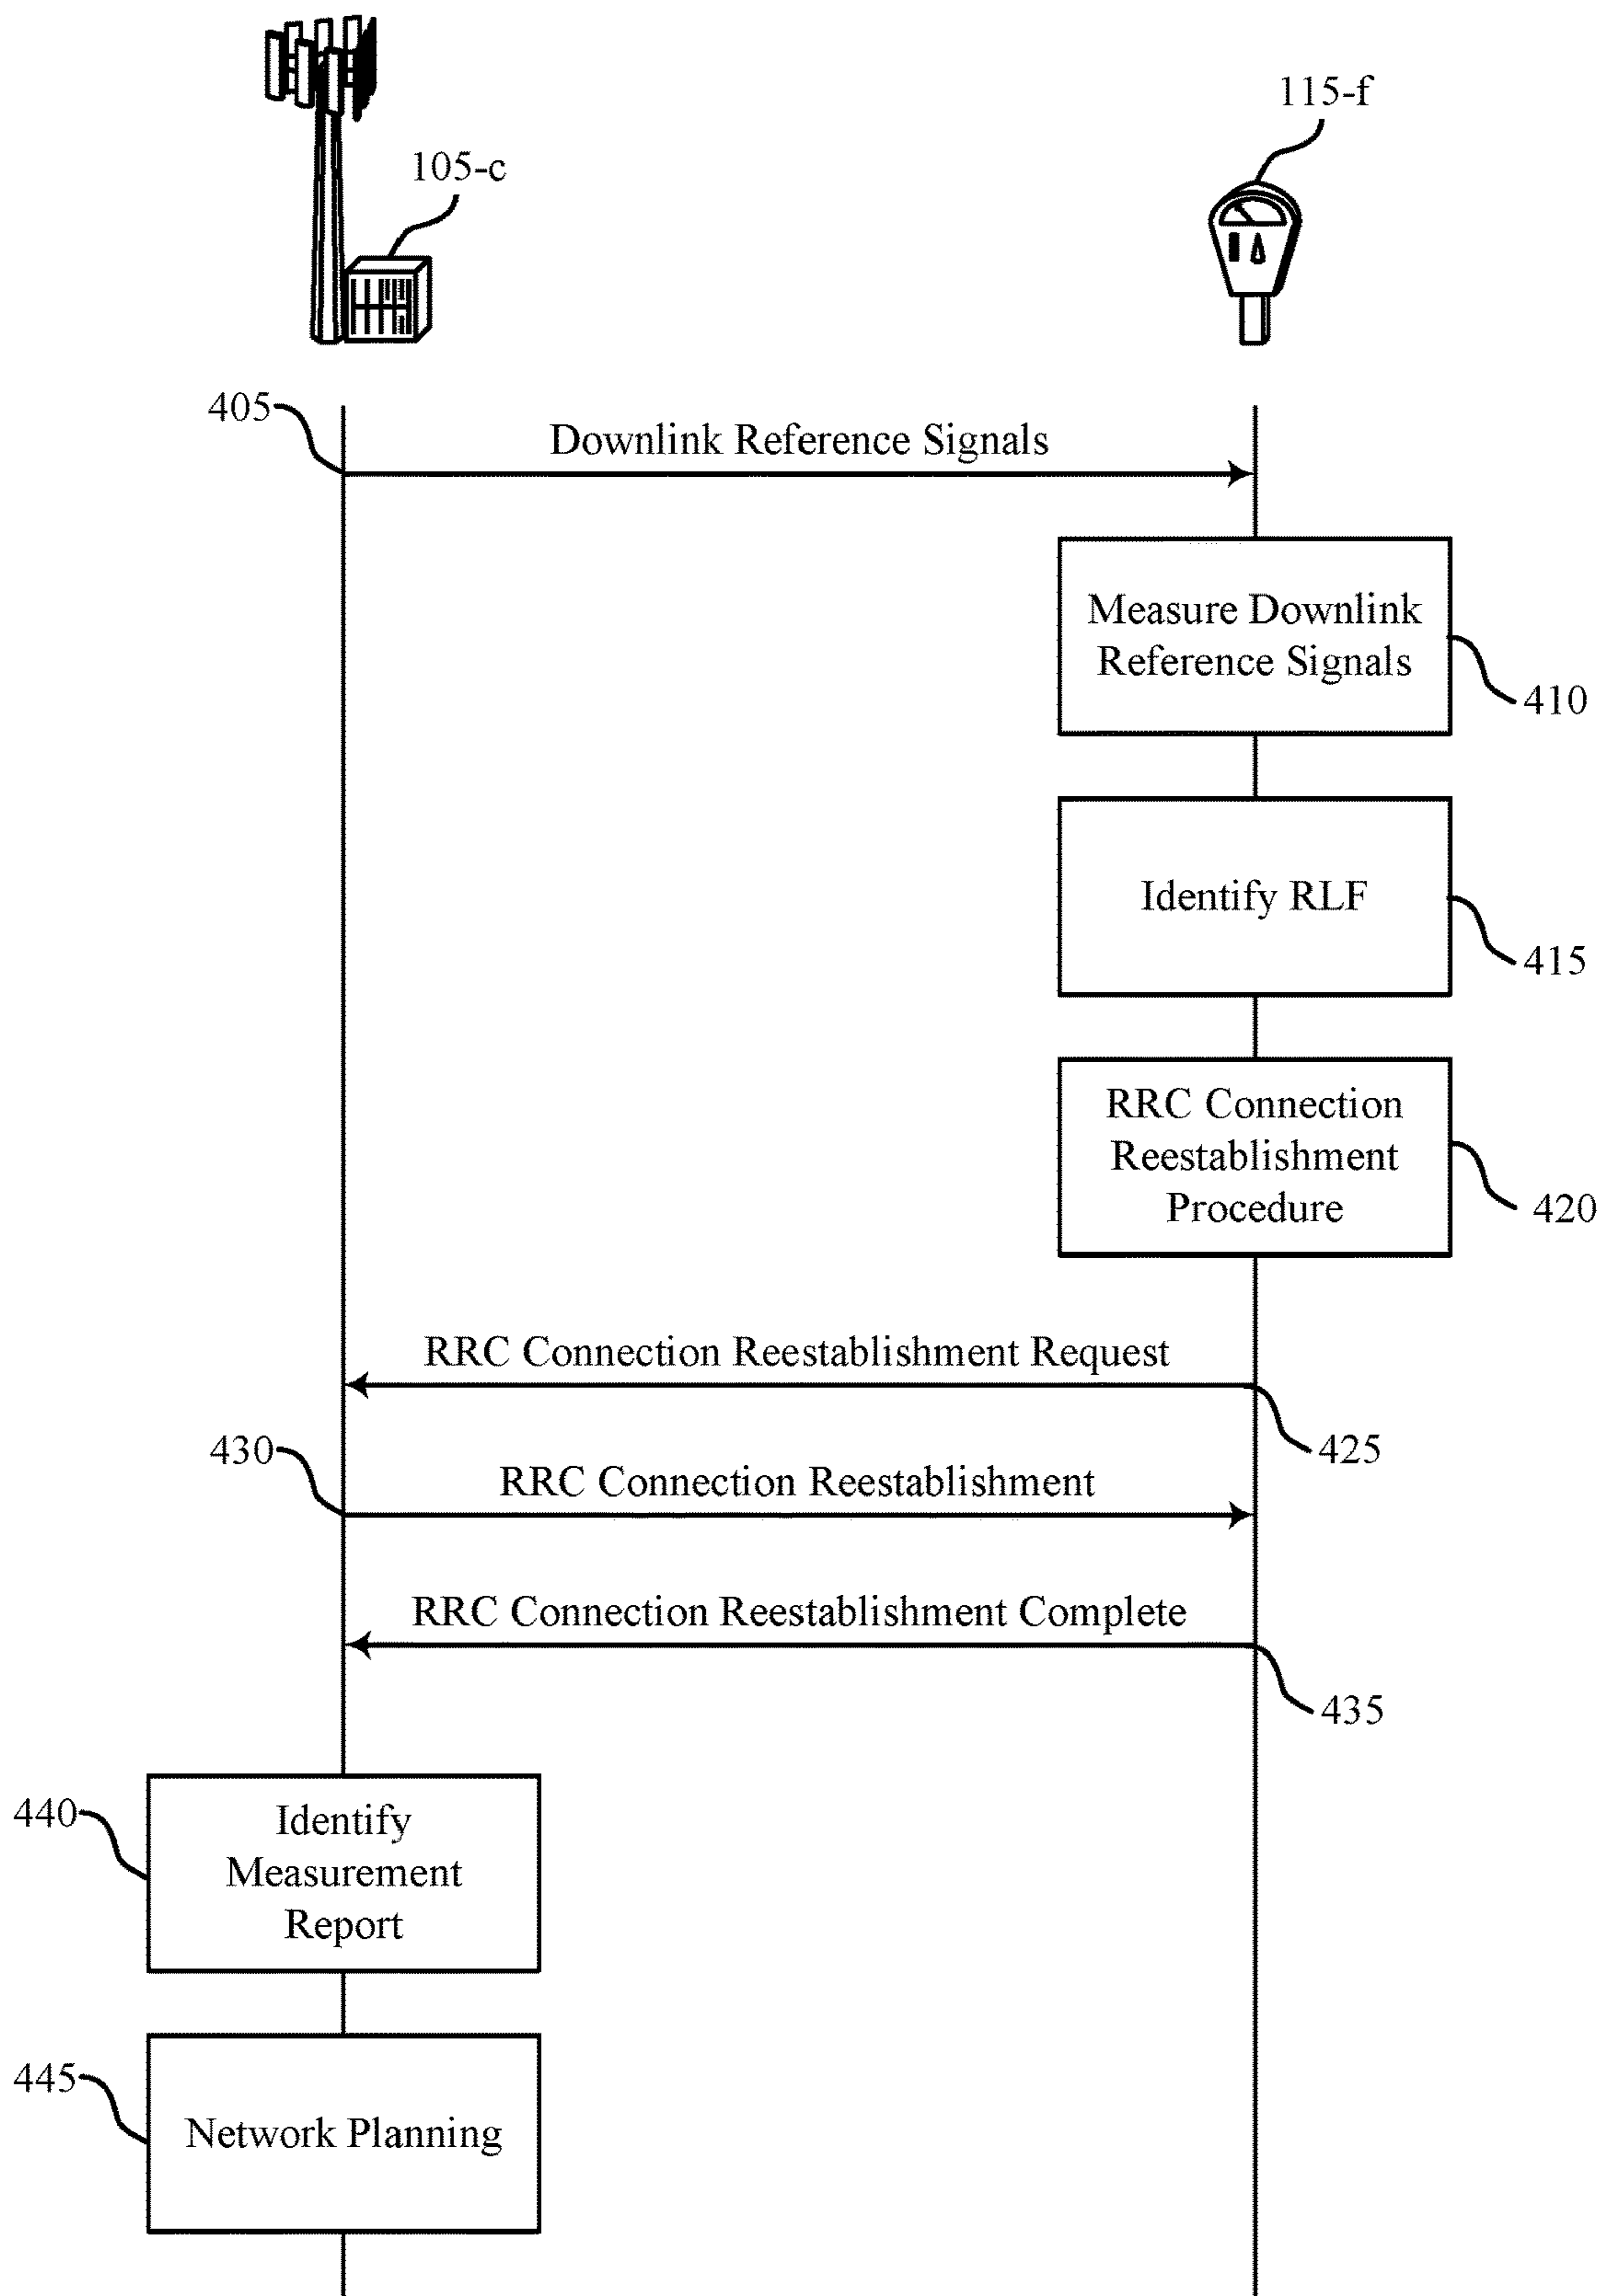 115-f
105-c
405
Downlink Reference Signals
Measure Downlink
Reference Signals
410
Identify RLF
415
RRC Connection
Reestablishment
Procedure
420
RRC Connection Reestablishment Request
425
430
RRC Connection Reestablishment
RRC Connection Reestablishment Complete
435
440
Identify
Measurement
Report
445
Network Planning